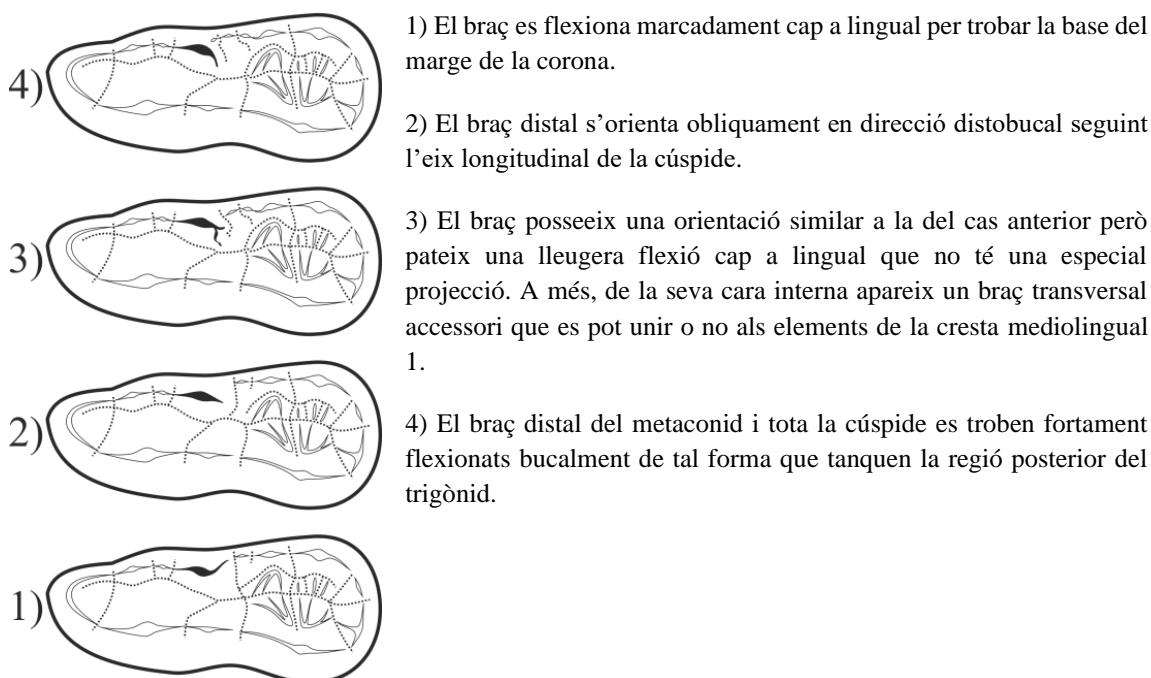 1) El braç es flexiona marcadament cap a lingual per trobar la base del
marge de la corona.
2) El braç distal s’orienta obliquament en direcció distobucal seguint
l’eix longitudinal de la cúspide.
3) El braç posseeix una orientació similar a la del cas anterior però
pateix una lleugera flexió cap a lingual que no té una especial
projecció. A més, de la seva cara interna apareix un braç transversal
accessori que es pot unir o no als elements de la cresta mediolingual
1.
4) El braç distal del metaconid i tota la cúspide es troben fortament
flexionats bucalment de tal forma que tanquen la regió posterior del
trigònid.
4)
3)
2)
1)